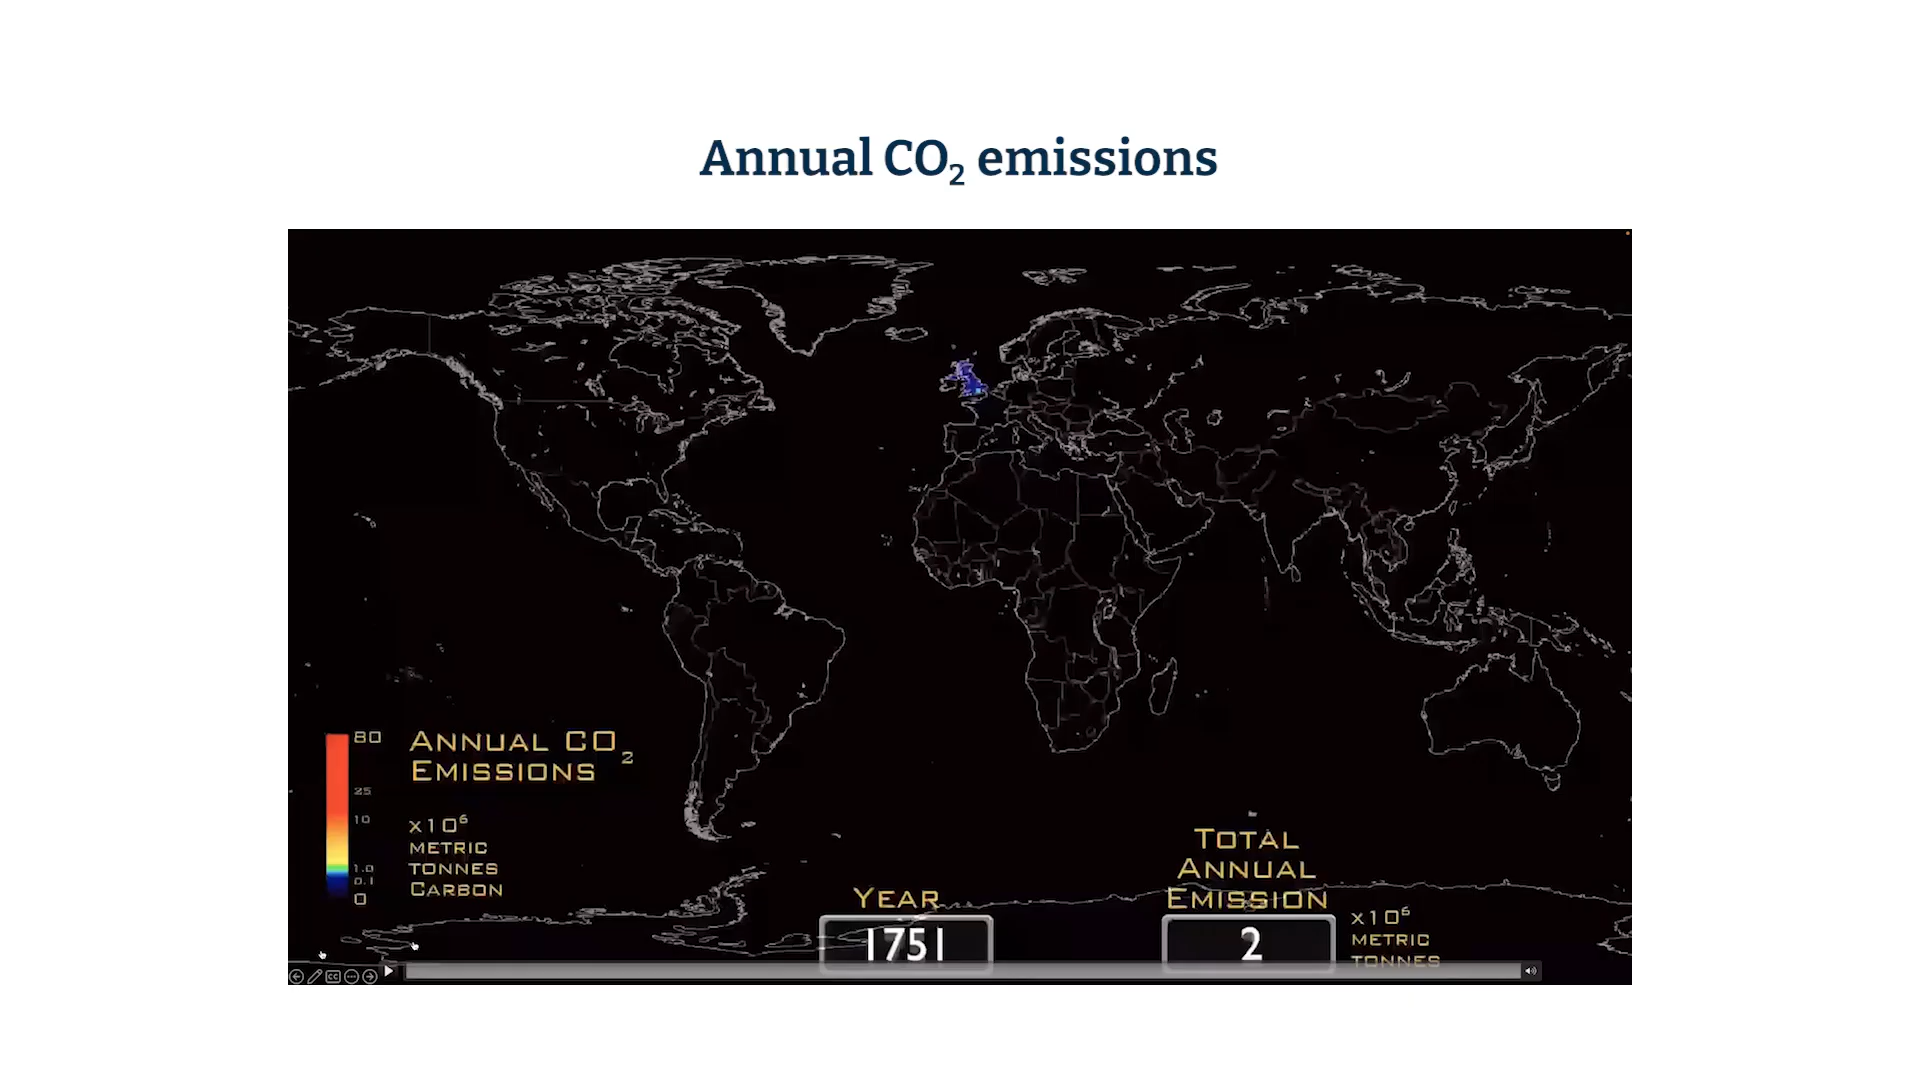 Annual CO₂ emissions
80
25
10
1.0
0.1
0
ANNUAL CO₂
EMISSIONS
x10⁶
METRIC
TONNES
CARBON
YEAR
1751
TOTAL
ANNUAL
EMISSION
2
x10⁶
METRIC
TONNES
CC